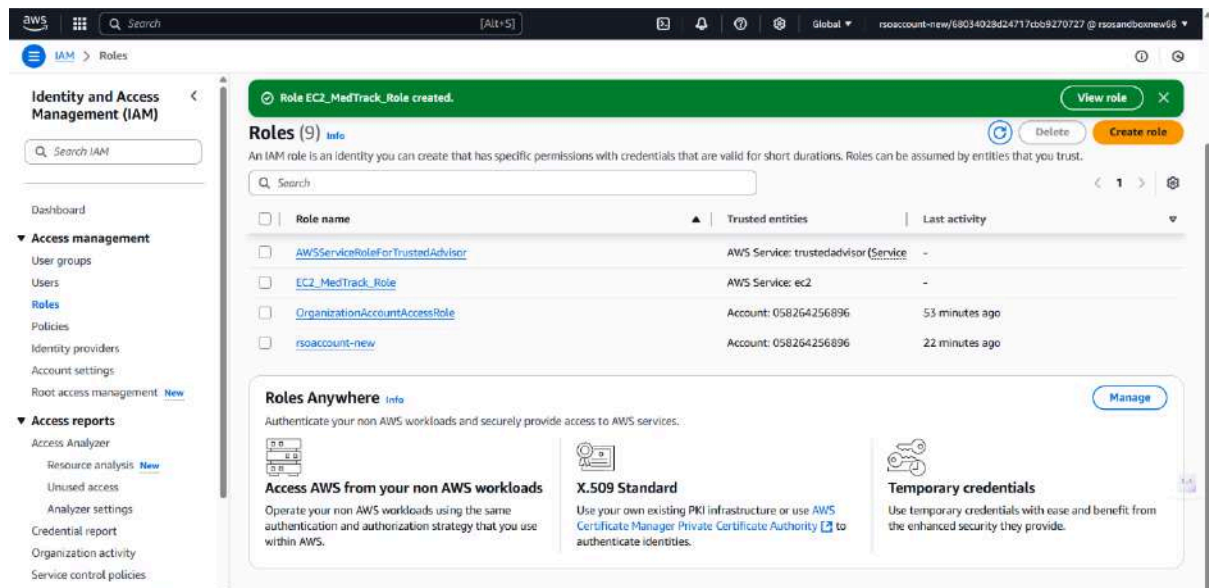 aws
Search
[Alt+S]
Global
rsoaccount-new/68034028d24717cbb9270727 @ rsosandboxnew68
IAM > Roles
Identity and Access Management (IAM)
Search IAM
Dashboard
Access management
User groups
Users
Roles
Policies
Identity providers
Account settings
Root access management New
Access reports
Access Analyzer
Resource analysis New
Unused access
Analyzer settings
Credential report
Organization activity
Service control policies
Role EC2_MedTrack_Role created.
View role
Roles (9) Info
Delete
Create role
An IAM role is an identity you can create that has specific permissions with credentials that are valid for short durations. Roles can be assumed by entities that you trust.
Search
1
Role name
Trusted entities
Last activity
AWSServiceRoleForTrustedAdvisor
AWS Service: trustedadvisor (Service
-
EC2_MedTrack_Role
AWS Service: ec2
-
OrganizationAccountAccessRole
Account: 058264256896
53 minutes ago
rsoaccount-new
Account: 058264256896
22 minutes ago
Roles Anywhere Info
Manage
Authenticate your non AWS workloads and securely provide access to AWS services.
Access AWS from your non AWS workloads
Operate your non AWS workloads using the same
authentication and authorization strategy that you use
within AWS.
X.509 Standard
Use your own existing PKI infrastructure or use AWS
Certificate Manager Private Certificate Authority to
authenticate identities.
Temporary credentials
Use temporary credentials with ease and benefit from
the enhanced security they provide.